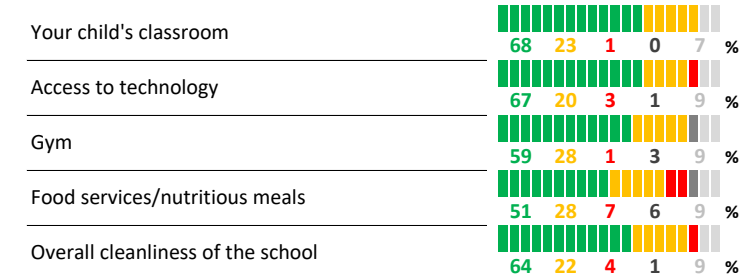 Your child's classroom
68 23 1 0 7 %
Access to technology
67 20 3 1 9 %
Gym
59 28 1 3 9 %
Food services/nutritious meals
51 28 7 6 9 %
Overall cleanliness of the school
64 22 4 1 9 %